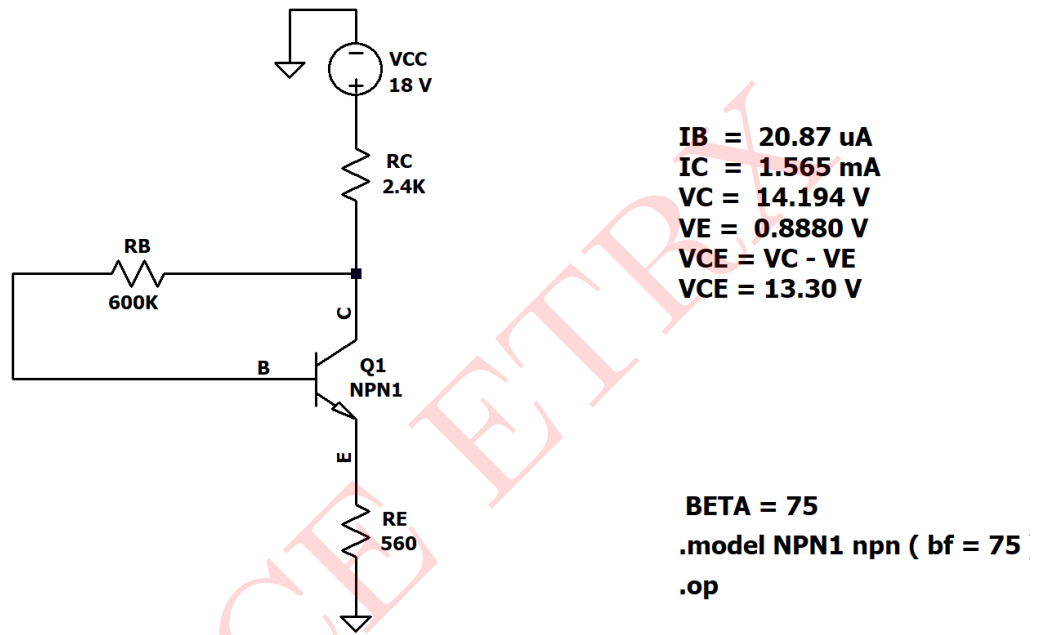 VCC
18 V
RC
2.4K
RB
600K
C
B
Q1
NPN1
E
RE
560
IB = 20.87 uA
IC = 1.565 mA
VC = 14.194 V
VE = 0.8880 V
VCE = VC - VE
VCE = 13.30 V
BETA = 75
.model NPN1 npn ( bf = 75
.op
CE ETRX